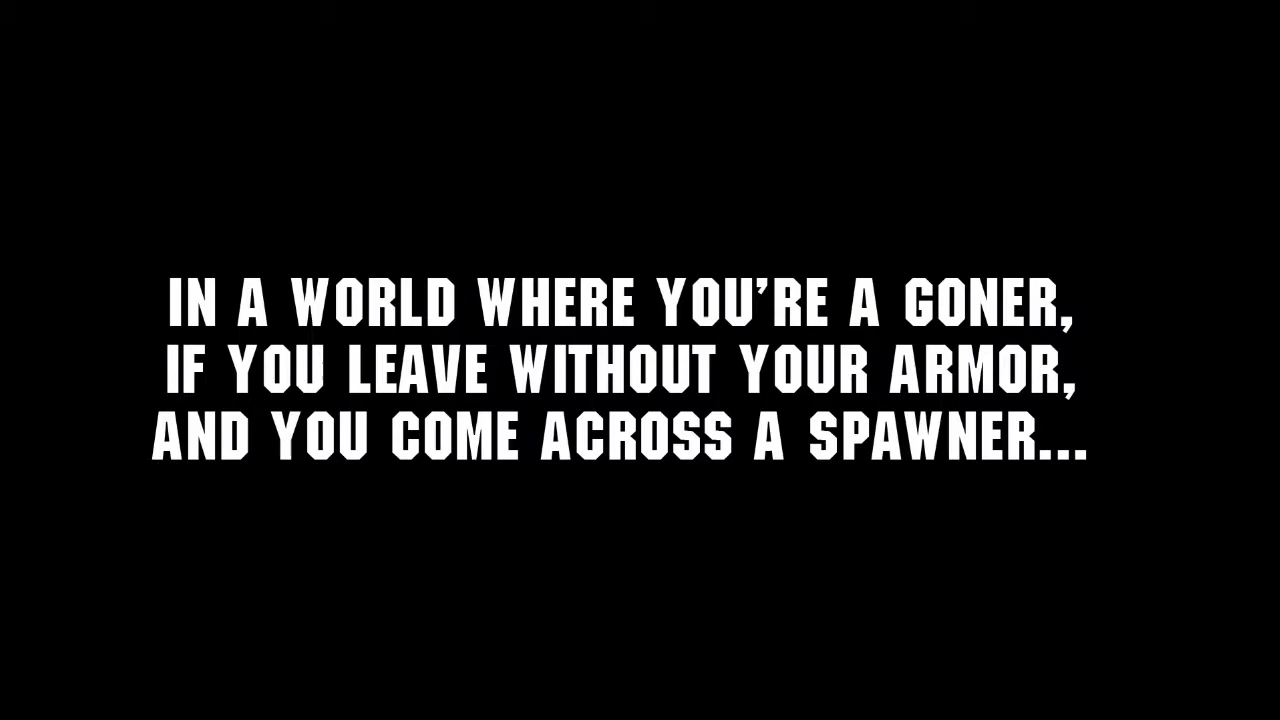 IN A WORLD WHERE YOU'RE A GONER,
IF YOU LEAVE WITHOUT YOUR ARMOR,
AND YOU COME ACROSS A SPAWNER...